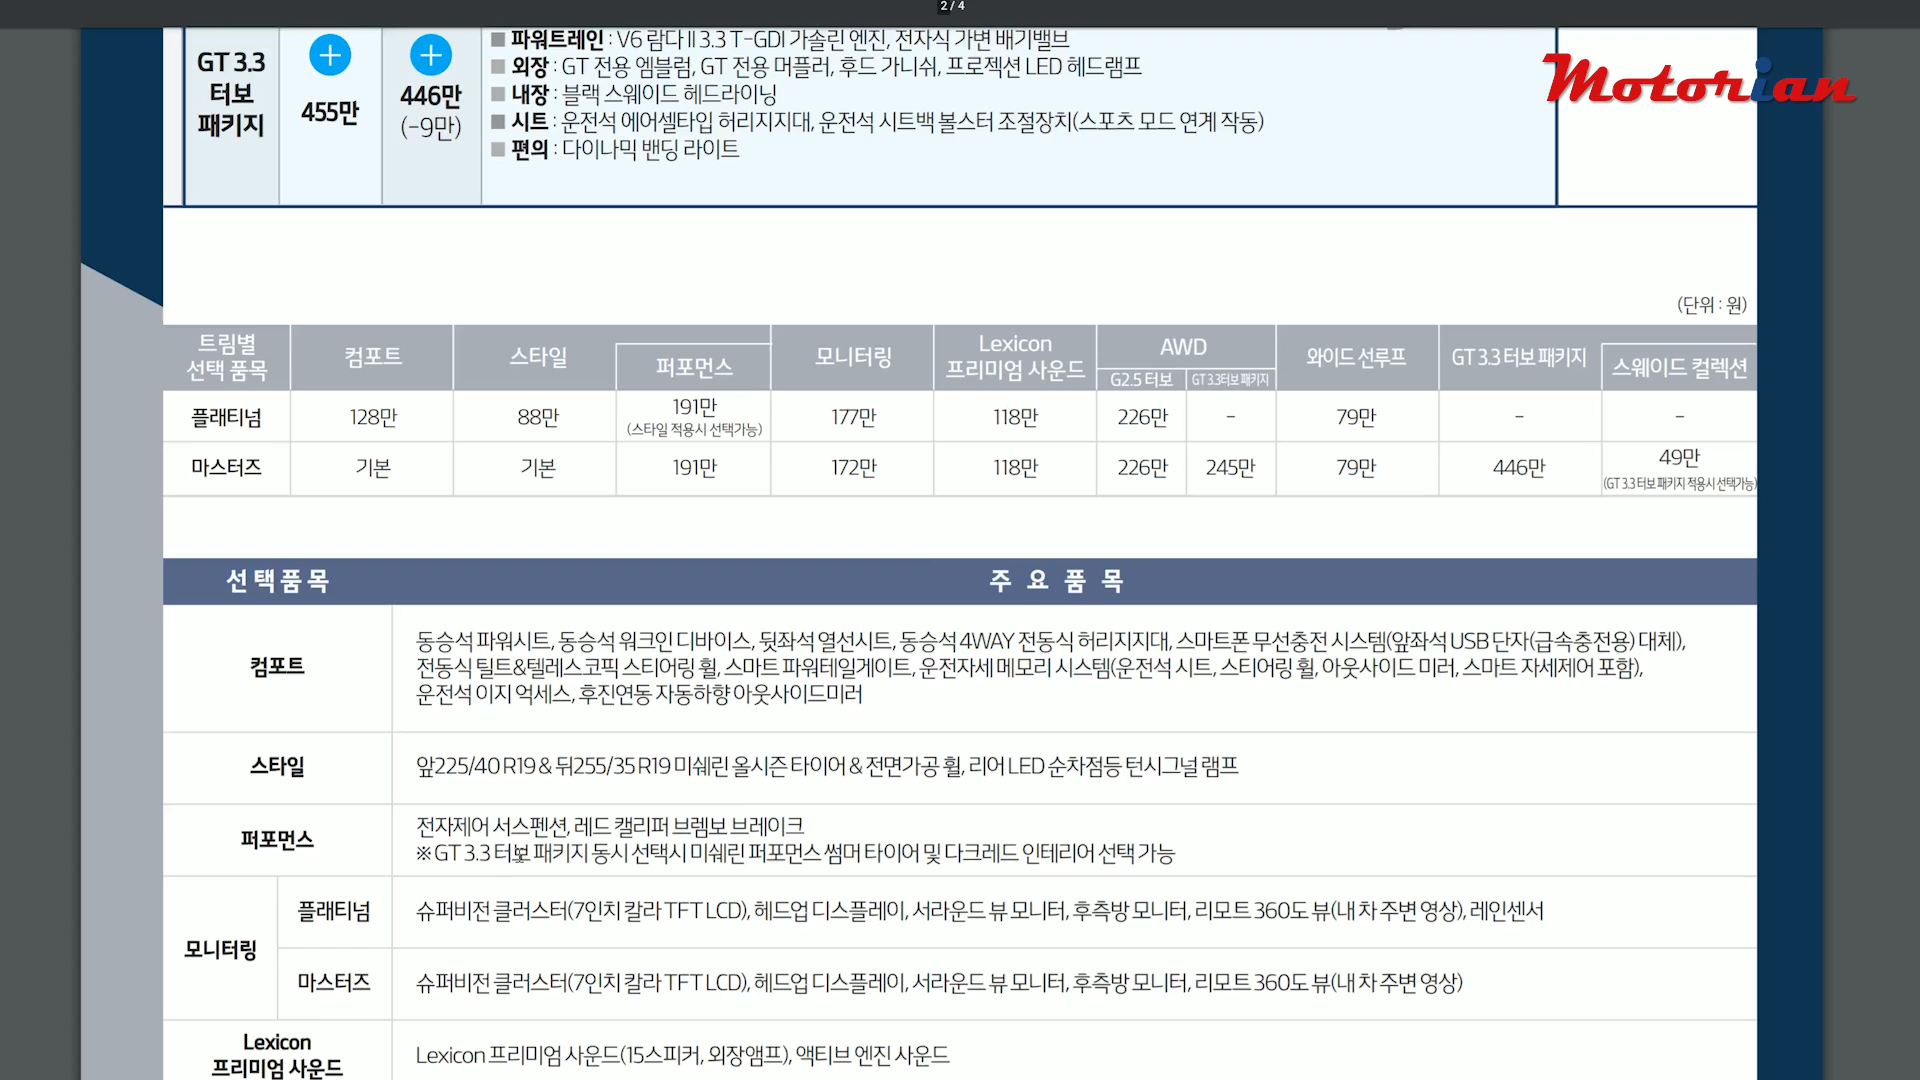 2 / 4
Motorian
GT 3.3
터보
패키지
455만
446만
(-9만)
■ 파워트레인 : V6 람다 II 3.3 T-GDI 가솔린 엔진, 전자식 가변 배기밸브
■ 외장 : GT 전용 엠블럼, GT 전용 머플러, 후드 가니쉬, 프로젝션 LED 헤드램프
■ 내장 : 블랙 스웨이드 헤드라이닝
■ 시트 : 운전석 에어셀타입 허리지지대, 운전석 시트백 볼스터 조절장치(스포츠 모드 연계 작동)
■ 편의 : 다이나믹 밴딩 라이트
(단위 : 원)
트림별 선택 품목 컴포트 스타일 퍼포먼스 모니터링 Lexicon 프리미엄 사운드 AWD G2.5 터보 GT 3.3 터보 패키지 와이드 선루프 GT 3.3 터보 패키지 스웨이드 컬렉션
플래티넘 128만 88만 191만 (스타일 적용시 선택가능) 177만 118만 226만 - 79만 - -
마스터즈 기본 기본 191만 172만 118만 226만 245만 79만 446만 49만 (GT 3.3 터보 패키지 적용시 선택가능)
선택품목 주요품목
컴포트
동승석 파워시트, 동승석 워크인 디바이스, 뒷좌석 열선시트, 동승석 4WAY 전동식 허리지지대, 스마트폰 무선충전 시스템(앞좌석 USB 단자(급속충전용) 대체),
전동식 틸트&텔레스코픽 스티어링 휠, 스마트 파워테일게이트, 운전자세 메모리 시스템(운전석 시트, 스티어링 휠, 아웃사이드 미러, 스마트 자세제어 포함),
운전석 이지 억세스, 후진연동 자동하향 아웃사이드미러
스타일
앞225/40 R19 & 뒤255/35 R19 미쉐린 올시즌 타이어 & 전면가공 휠, 리어 LED 순차점등 턴시그널 램프
퍼포먼스
전자제어 서스펜션, 레드 캘리퍼 브렘보 브레이크
※ GT 3.3 터보 패키지 동시 선택시 미쉐린 퍼포먼스 썸머 타이어 및 다크레드 인테리어 선택 가능
모니터링
플래티넘
슈퍼비전 클러스터(7인치 칼라 TFT LCD), 헤드업 디스플레이, 서라운드 뷰 모니터, 후측방 모니터, 리모트 360도 뷰(내 차 주변 영상), 레인센서
마스터즈
슈퍼비전 클러스터(7인치 칼라 TFT LCD), 헤드업 디스플레이, 서라운드 뷰 모니터, 후측방 모니터, 리모트 360도 뷰(내 차 주변 영상)
Lexicon
프리미엄 사운드
Lexicon 프리미엄 사운드(15스피커, 외장앰프), 액티브 엔진 사운드